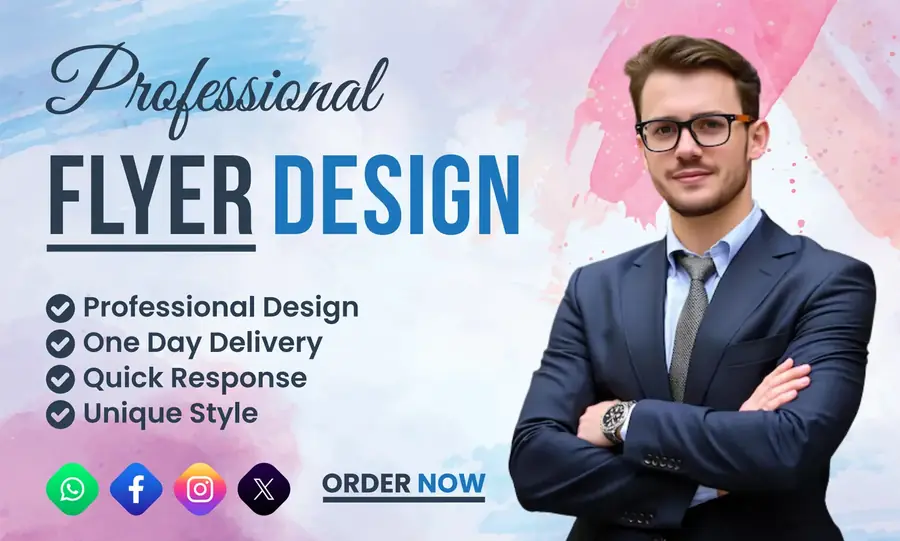 Professional
FLYER DESIGN
Professional Design
One Day Delivery
Quick Response
Unique Style
ORDER NOW